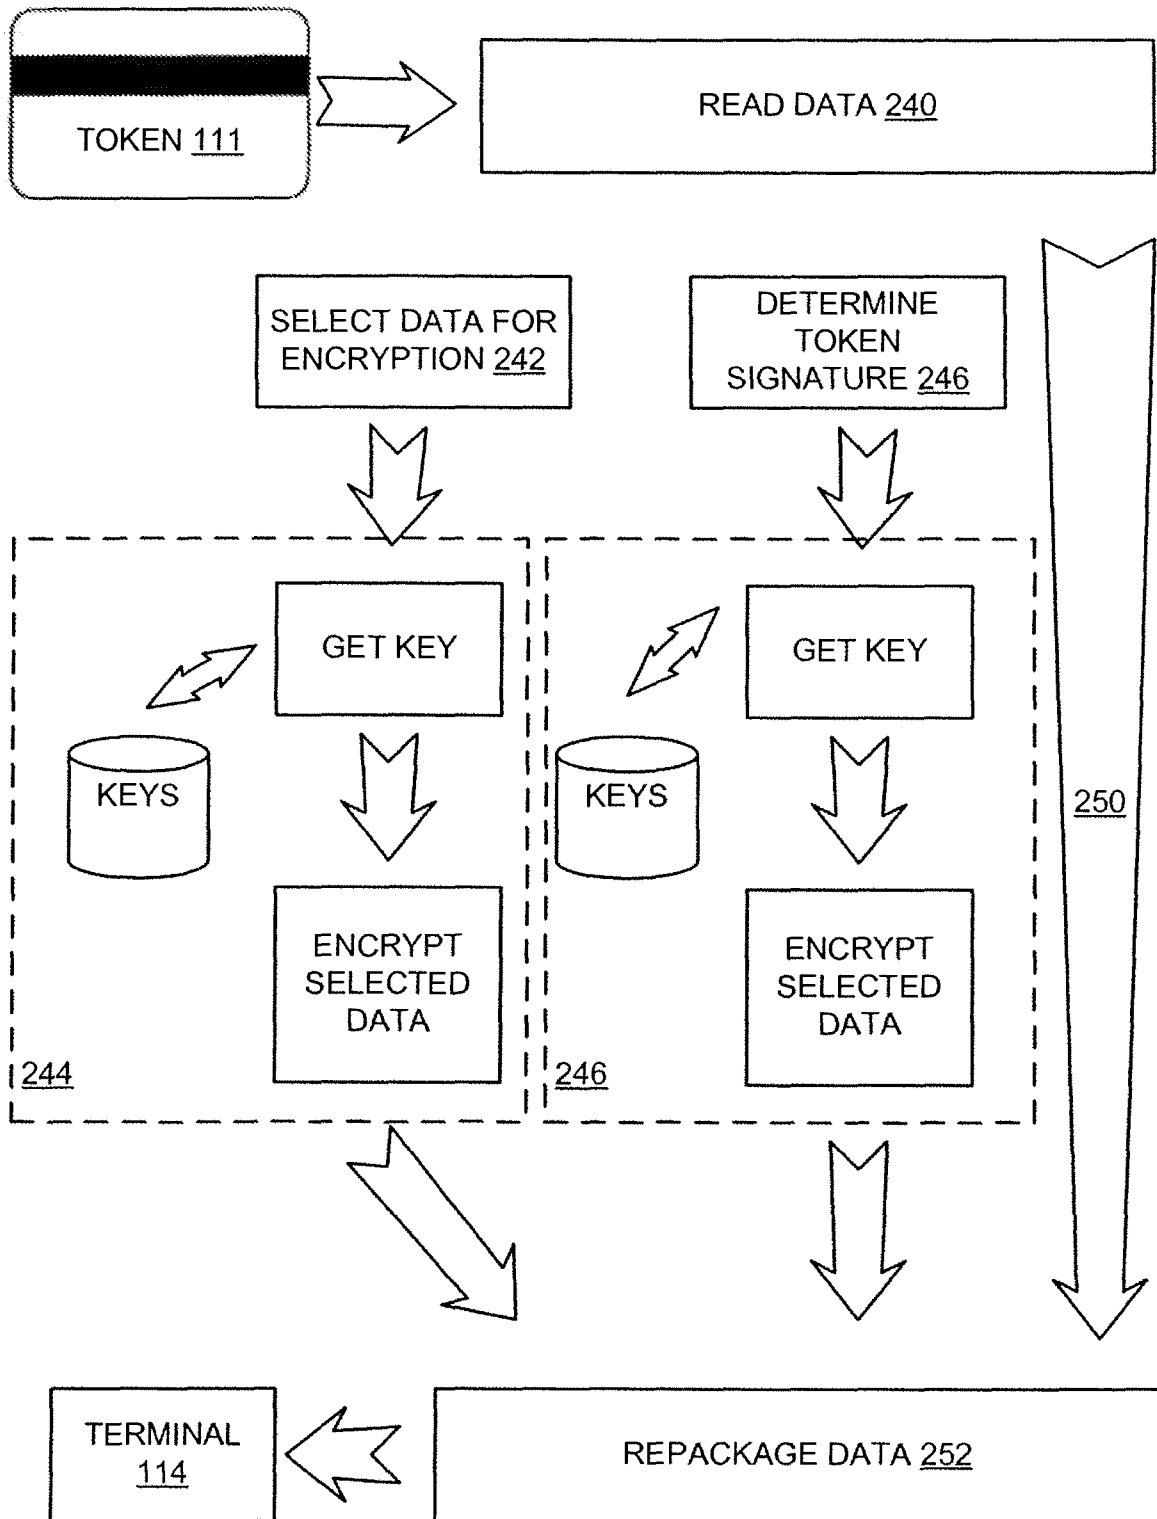 TOKEN 111
READ DATA 240
SELECT DATA FOR
ENCRYPTION 242
DETERMINE
TOKEN
SIGNATURE 246
GET KEY
KEYS
ENCRYPT
SELECTED
DATA
244
GET KEY
KEYS
ENCRYPT
SELECTED
DATA
246
250
TERMINAL
114
REPACKAGE DATA 252